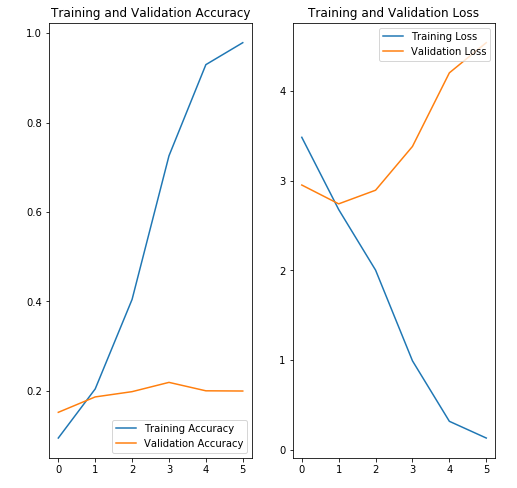 Training and Validation Accuracy
1.0
0.8
0.6
0.4
0.2
0 1 2 3 4 5
Training Accuracy
Validation Accuracy
Training and Validation Loss
4
3
2
1
0
0 1 2 3 4 5
Training Loss
Validation Loss